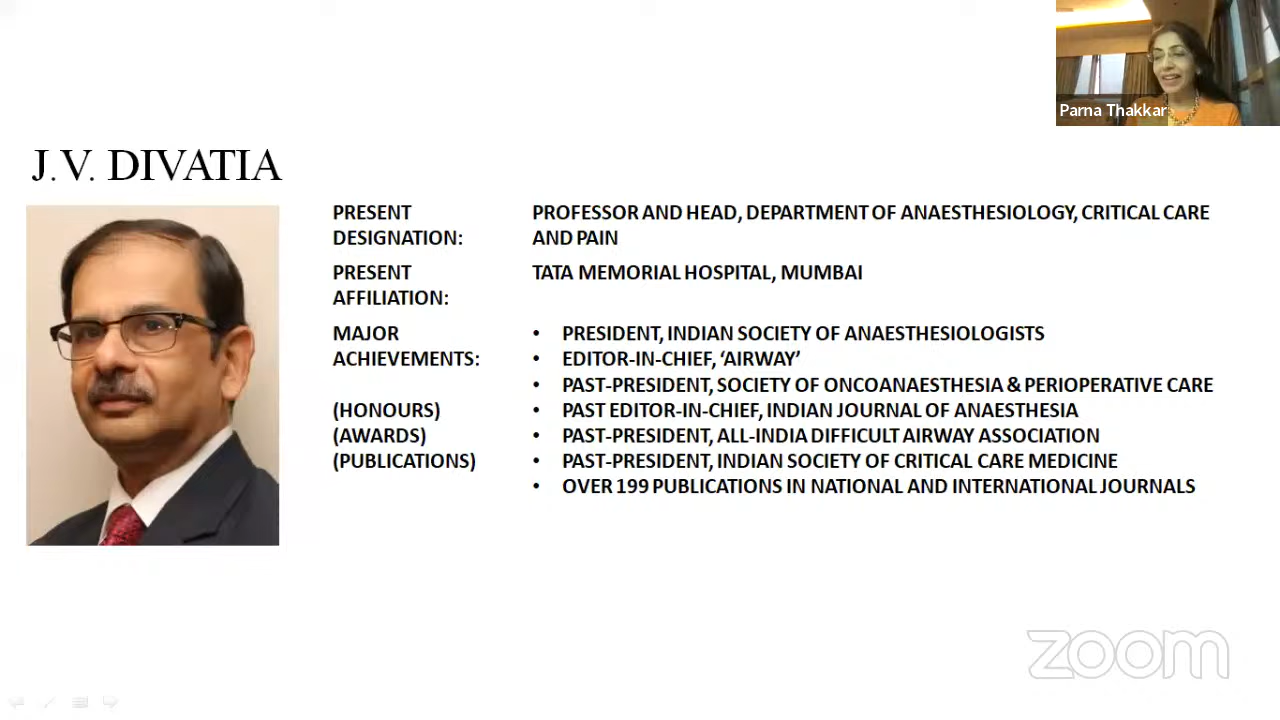 Parna Thakkar
J.V. DIVATIA
PRESENT DESIGNATION:
PROFESSOR AND HEAD, DEPARTMENT OF ANAESTHESIOLOGY, CRITICAL CARE
AND PAIN
PRESENT AFFILIATION:
TATA MEMORIAL HOSPITAL, MUMBAI
MAJOR ACHIEVEMENTS:
(HONOURS)
(AWARDS)
(PUBLICATIONS)
• PRESIDENT, INDIAN SOCIETY OF ANAESTHESIOLOGISTS
• EDITOR-IN-CHIEF, ‘AIRWAY’
• PAST-PRESIDENT, SOCIETY OF ONCOANAESTHESIA & PERIOPERATIVE CARE
• PAST EDITOR-IN-CHIEF, INDIAN JOURNAL OF ANAESTHESIA
• PAST-PRESIDENT, ALL-INDIA DIFFICULT AIRWAY ASSOCIATION
• PAST-PRESIDENT, INDIAN SOCIETY OF CRITICAL CARE MEDICINE
• OVER 199 PUBLICATIONS IN NATIONAL AND INTERNATIONAL JOURNALS
zoom